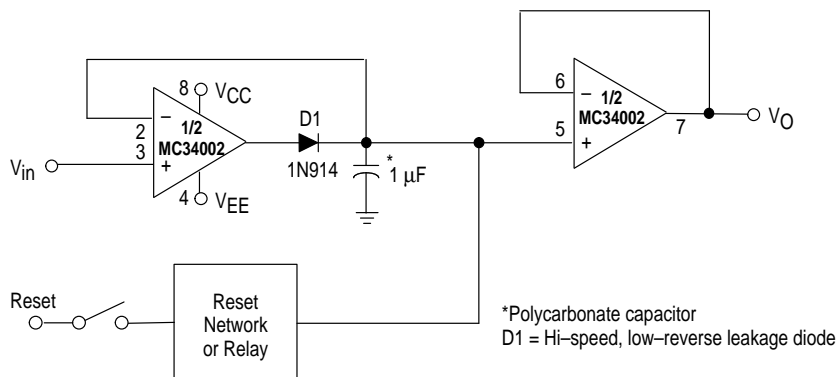 8
VCC
–
2
1/2
MC34002
3
+
Vin
4
VEE
D1
1N914
*
1 µF
6
–
1/2
MC34002
5
+
7
VO
Reset
Reset
Network
or Relay
*Polycarbonate capacitor
D1 = Hi–speed, low–reverse leakage diode